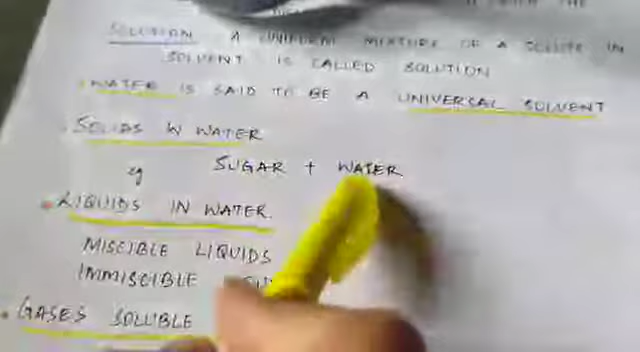 THE
SOLUTION A UNIFORM MIXTURE OF A SOLUTE IN
SOLVENT IS CALLED SOLUTION
WATER IS SAID TO BE A UNIVERSAL SOLVENT
SOLIDS IN WATER
eg SUGAR + WATER
LIQUIDS IN WATER
MISCIBLE LIQUIDS
IMMISCIBLE
GASES SOLUBLE